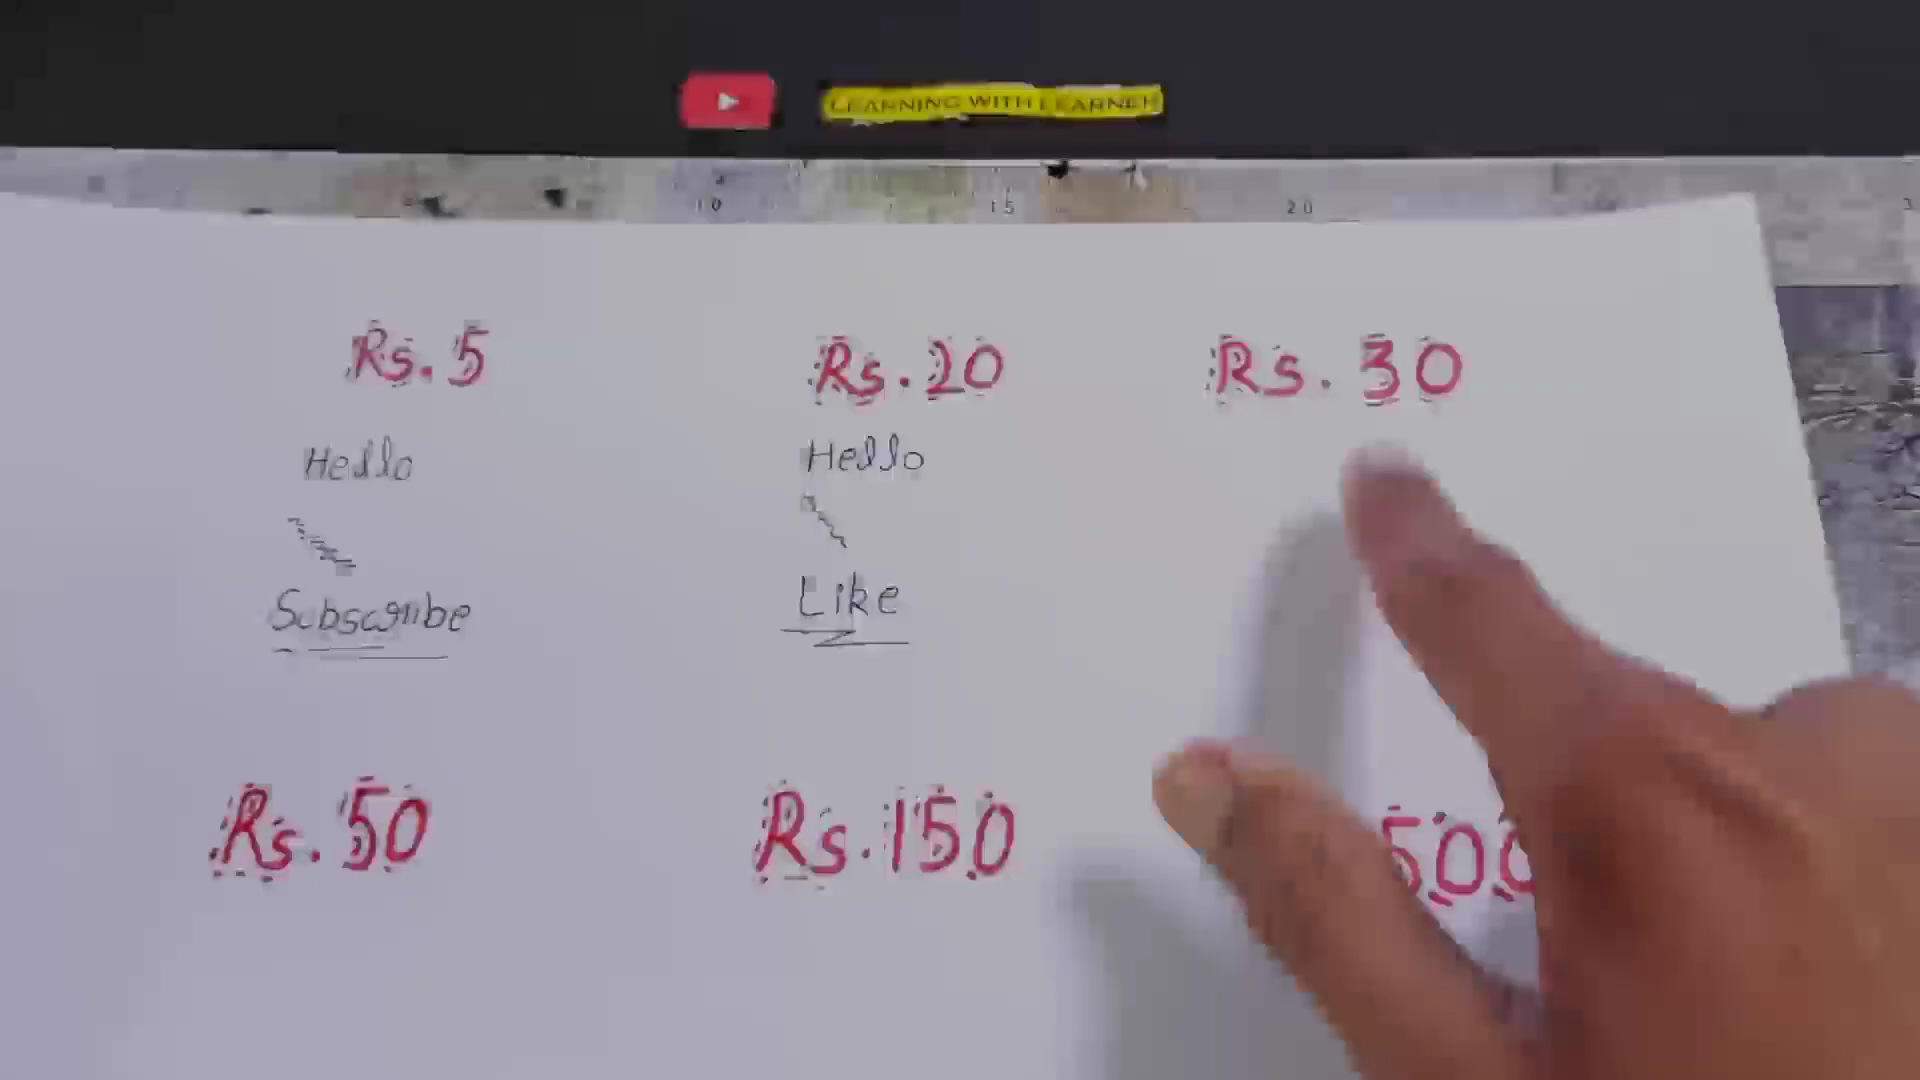 LEARNING WITH LEARNER
10 15 20
Rs. 5 Rs. 20 Rs. 30
Hello Hello
Subscribe Like
Rs. 50 Rs. 150 500